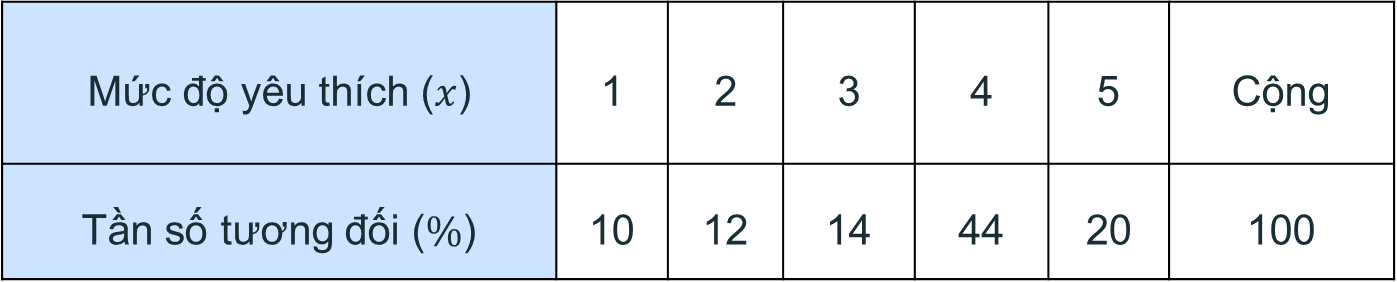 Mức độ yêu thích (𝑥) 1 2 3 4 5 Cộng
Tần số tương đối (%) 10 12 14 44 20 100